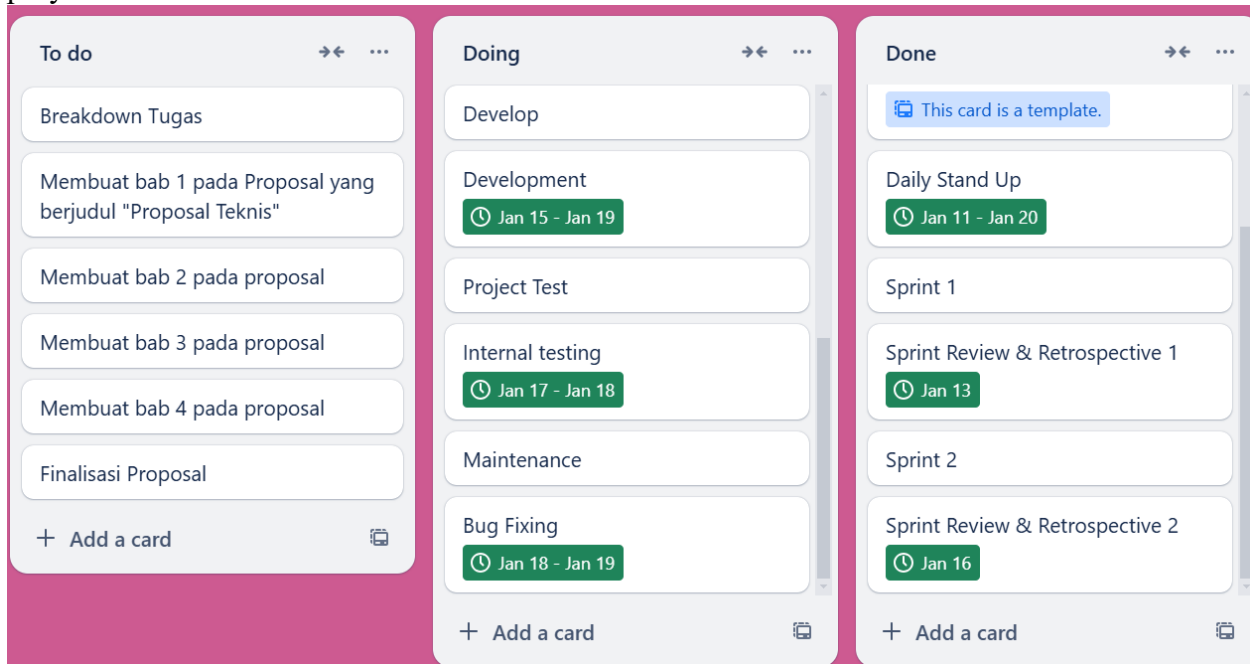 To do
Breakdown Tugas
Membuat bab 1 pada Proposal yang
berjudul "Proposal Teknis"
Membuat bab 2 pada proposal
Membuat bab 3 pada proposal
Membuat bab 4 pada proposal
Finalisasi Proposal
+ Add a card
Doing
Develop
Development
Jan 15 - Jan 19
Project Test
Internal testing
Jan 17 - Jan 18
Maintenance
Bug Fixing
Jan 18 - Jan 19
+ Add a card
Done
This card is a template.
Daily Stand Up
Jan 11 - Jan 20
Sprint 1
Sprint Review & Retrospective 1
Jan 13
Sprint 2
Sprint Review & Retrospective 2
Jan 16
+ Add a card